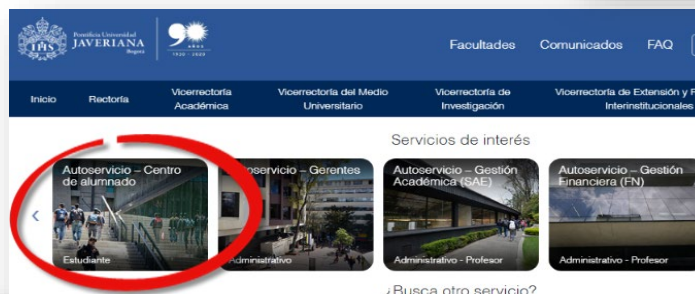 Pontificia Universidad
JAVERIANA
Bogotá
IHS
90
AÑOS
1930 - 2020
Facultades
Comunicados
FAQ
Inicio
Rectoría
Vicerrectoría
Académica
Vicerrectoría del Medio
Universitario
Vicerrectoría de
Investigación
Vicerrectoría de Extensión y R
Interinstitucionales
Servicios de interés
Autoservicio – Centro
de alumnado
Estudiante
Autoservicio – Gerentes
Administrativo
Autoservicio – Gestión
Académica (SAE)
Administrativo - Profesor
Autoservicio – Gestión
Financiera (FN)
Administrativo - Profesor
¿Busca otro servicio?